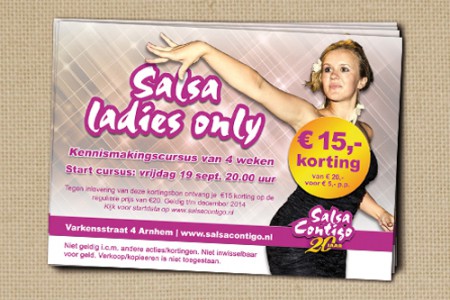 Salsa
ladies only
Kennismakingscursus van 4 weken
Start cursus: vrijdag 19 sept. 20.00 uur
Tegen inlevering van deze kortingsbon ontvang je €15 korting op de
reguliere prijs van €20. Geldig t/m december 2014
Kijk voor startdata op www.salsacontigo.nl
€ 15,-
korting
van € 20,-
voor € 5,- p.p.
Salsa
Contigo
20 JAAR
Varkensstraat 4 Arnhem | www.salsacontigo.nl
Niet geldig i.c.m. andere acties/kortingen. Niet inwisselbaar
voor geld. Verkoop/kopiaeren is niet toegestaan.